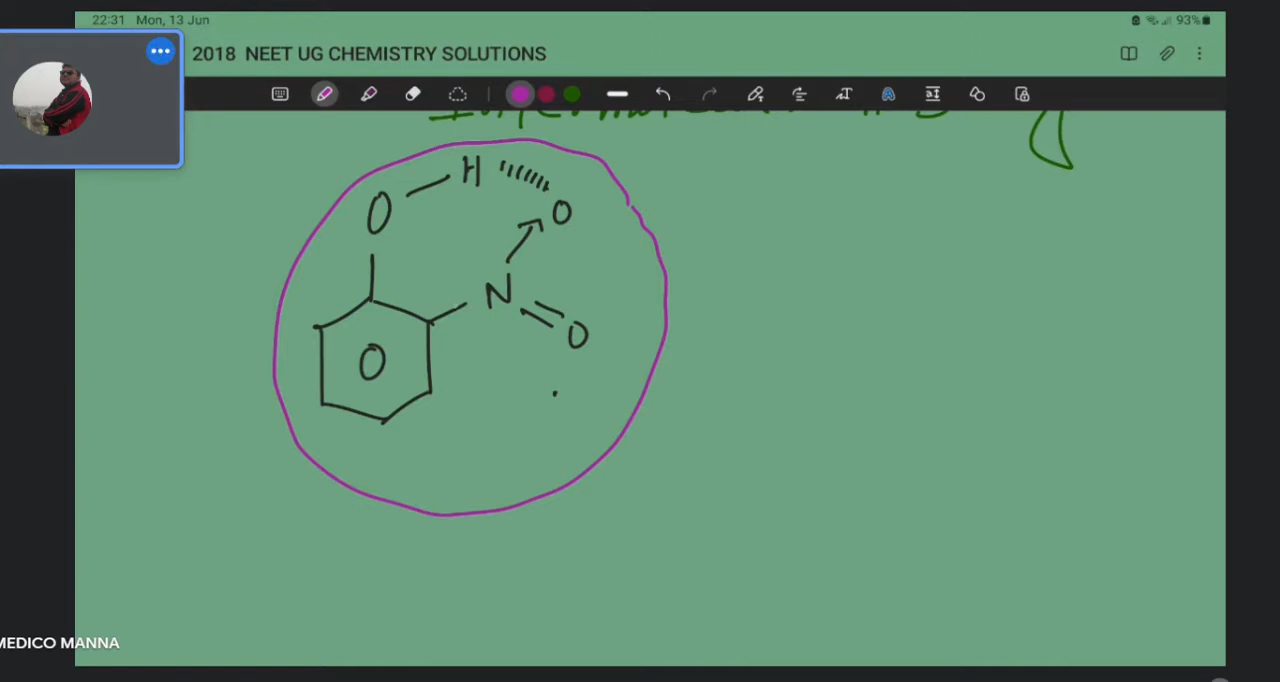 22:31 Mon, 13 Jun
93%
2018 NEET UG CHEMISTRY SOLUTIONS
H
O
O
N
O
O
MEDICO MANNA